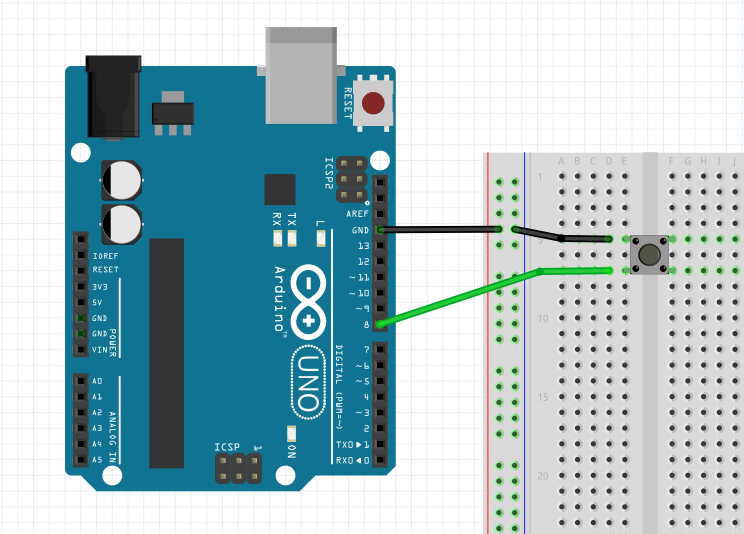 RESET
ICSP2
AREF
GND
13
12
~11
~10
~9
8
7
~6
~5
4
~3
2
TXD▶1
RXD◀0
DIGITAL (PWM=~)
L
TX
RX
Arduino™
UNO
ON
ICSP
1
IOREF
RESET
3V3
5V
GND
GND
VIN
POWER
A0
A1
A2
A3
A4
A5
ANALOG IN
A B C D E F G H I J
1
5
10
15
20